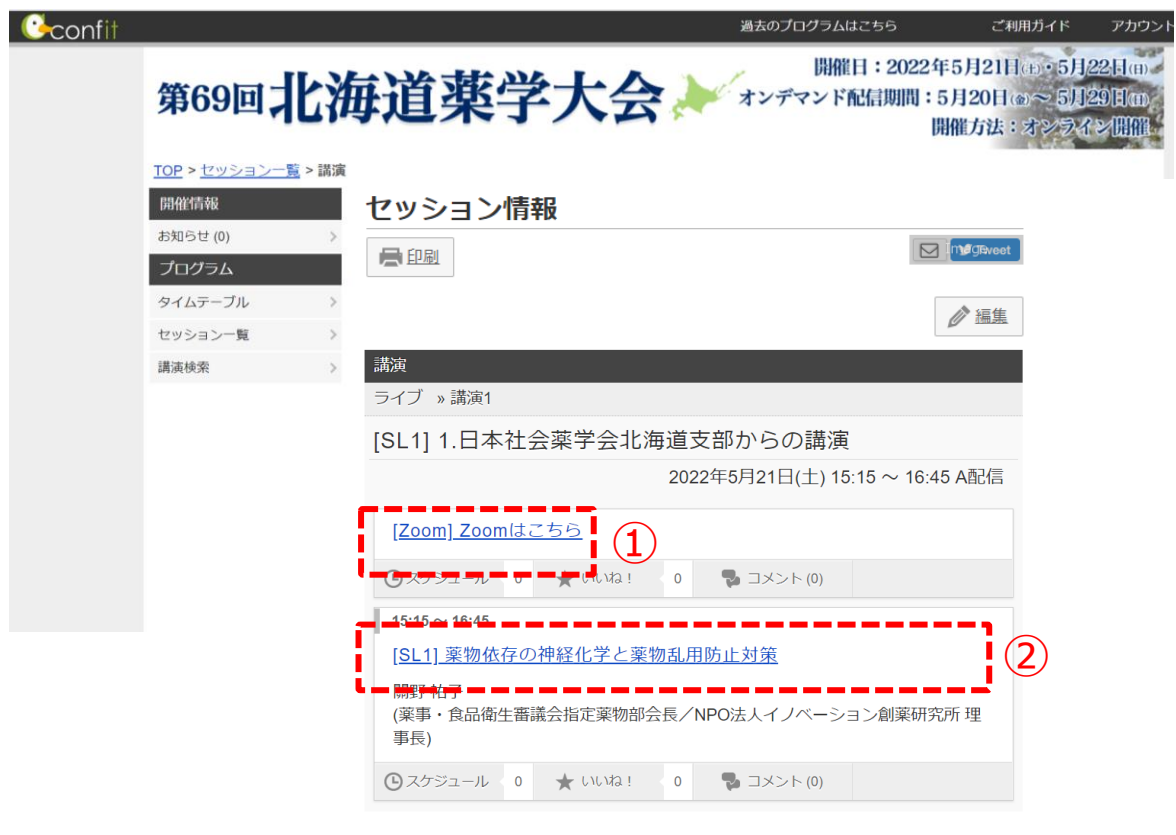 confit
過去のプログラムはこちら ご利用ガイド アカウント
第69回北海道薬学大会
開催日：2022年5月21日(土)・5月22日(日)
オンデマンド配信期間：5月20日(金)～ 5月29日(日)
開催方法：オンライン開催
TOP > セッション一覧 > 講演
開催情報
お知らせ (0)
プログラム
タイムテーブル
セッション一覧
講演検索
セッション情報
印刷
Tweet
編集
講演
ライブ » 講演1
[SL1] 1.日本社会薬学会北海道支部からの講演
2022年5月21日(土) 15:15 ～ 16:45 A配信
[Zoom] Zoomはこちら
①
スケジュール 0 いいね！ 0 コメント (0)
15:15 ～ 16:45
[SL1] 薬物依存の神経化学と薬物乱用防止対策
②
關野 祐子
(薬事・食品衛生審議会指定薬物部会長／NPO法人イノベーション創薬研究所 理
事長)
スケジュール 0 いいね！ 0 コメント (0)